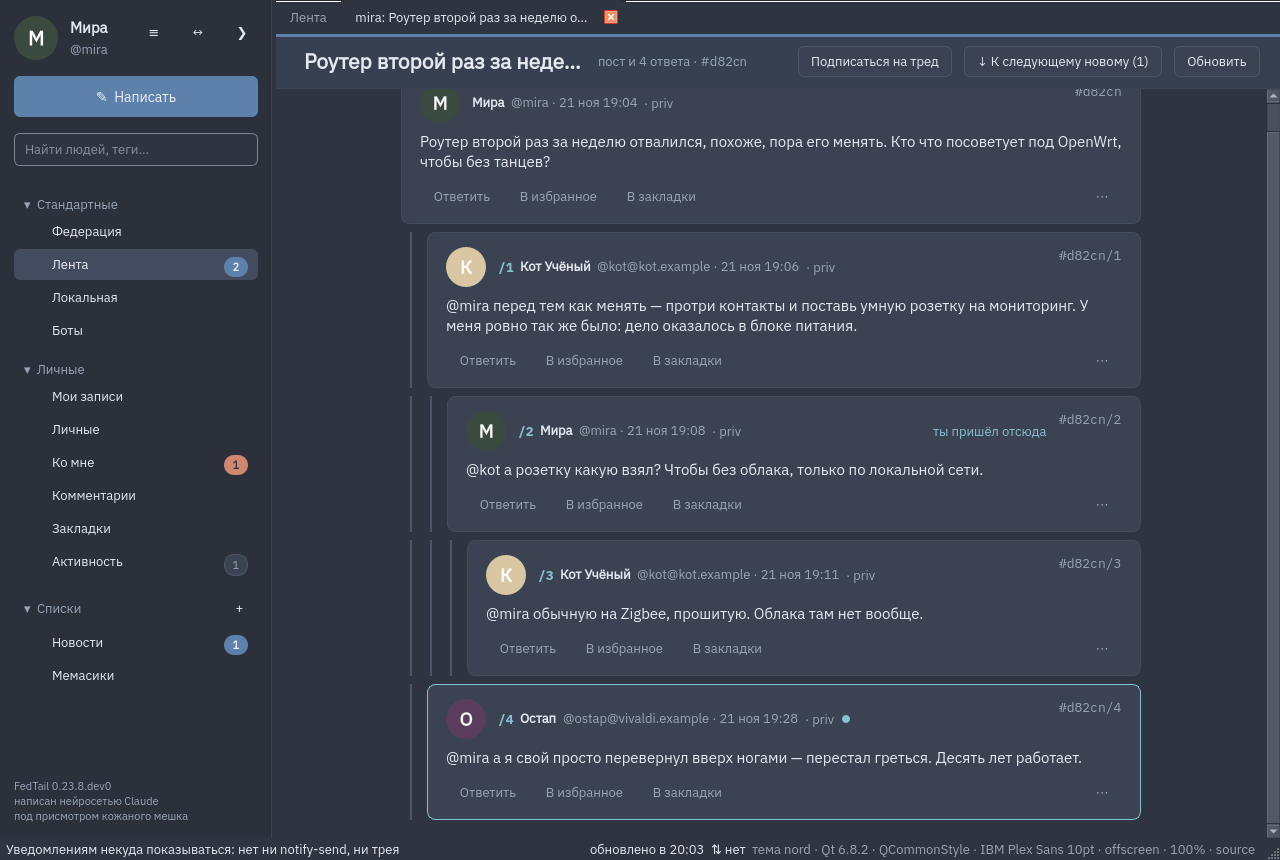 М
Мира
@mira
≡
↔
❯
✎ Написать
Найти людей, теги...
▾ Стандартные
Федерация
Лента
2
Локальная
Боты
▾ Личные
Мои записи
Личные
Ко мне
1
Комментарии
Закладки
Активность
1
▾ Списки
+
Новости
1
Мемасики
FedTail 0.23.8.dev0
написан нейросетью Claude
под присмотром кожаного мешка
Лента
mira: Роутер второй раз за неделю о...
Роутер второй раз за неде...
пост и 4 ответа · #d82cn
Подписаться на тред
↓ К следующему новому (1)
Обновить
М
Мира @mira · 21 ноя 19:04 · priv
#d82cn
Роутер второй раз за неделю отвалился, похоже, пора его менять. Кто что посоветует под OpenWrt,
чтобы без танцев?
Ответить В избранное В закладки ...
К
/1 Кот Учёный @kot@kot.example · 21 ноя 19:06 · priv
#d82cn/1
@mira перед тем как менять — протри контакты и поставь умную розетку на мониторинг. У
меня ровно так же было: дело оказалось в блоке питания.
Ответить В избранное В закладки ...
М
/2 Мира @mira · 21 ноя 19:08 · priv
ты пришёл отсюда
#d82cn/2
@kot а розетку какую взял? Чтобы без облака, только по локальной сети.
Ответить В избранное В закладки ...
К
/3 Кот Учёный @kot@kot.example · 21 ноя 19:11 · priv
#d82cn/3
@mira обычную на Zigbee, прошитую. Облака там нет вообще.
Ответить В избранное В закладки ...
О
/4 Остап @ostap@vivaldi.example · 21 ноя 19:28 · priv
#d82cn/4
@mira а я свой просто перевернул вверх ногами — перестал греться. Десять лет работает.
Ответить В избранное В закладки ...
Уведомлениям некуда показываться: нет ни notify-send, ни трея
обновлено в 20:03 ⇅ нет тема nord · Qt 6.8.2 · QCommonStyle · IBM Plex Sans 10pt · offscreen · 100% · source